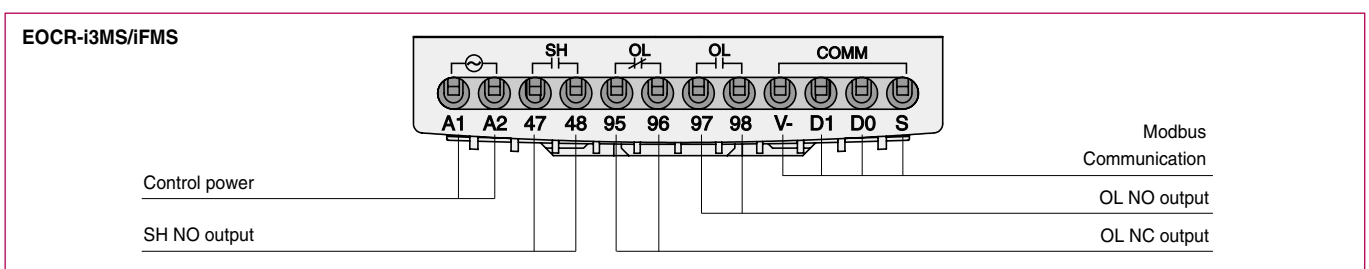 EOCR-i3MS/iFMS
SH OL OL COMM
A1 A2 47 48 95 96 97 98 V- D1 D0 S
Modbus
Communication
Control power
OL NO output
SH NO output
OL NC output